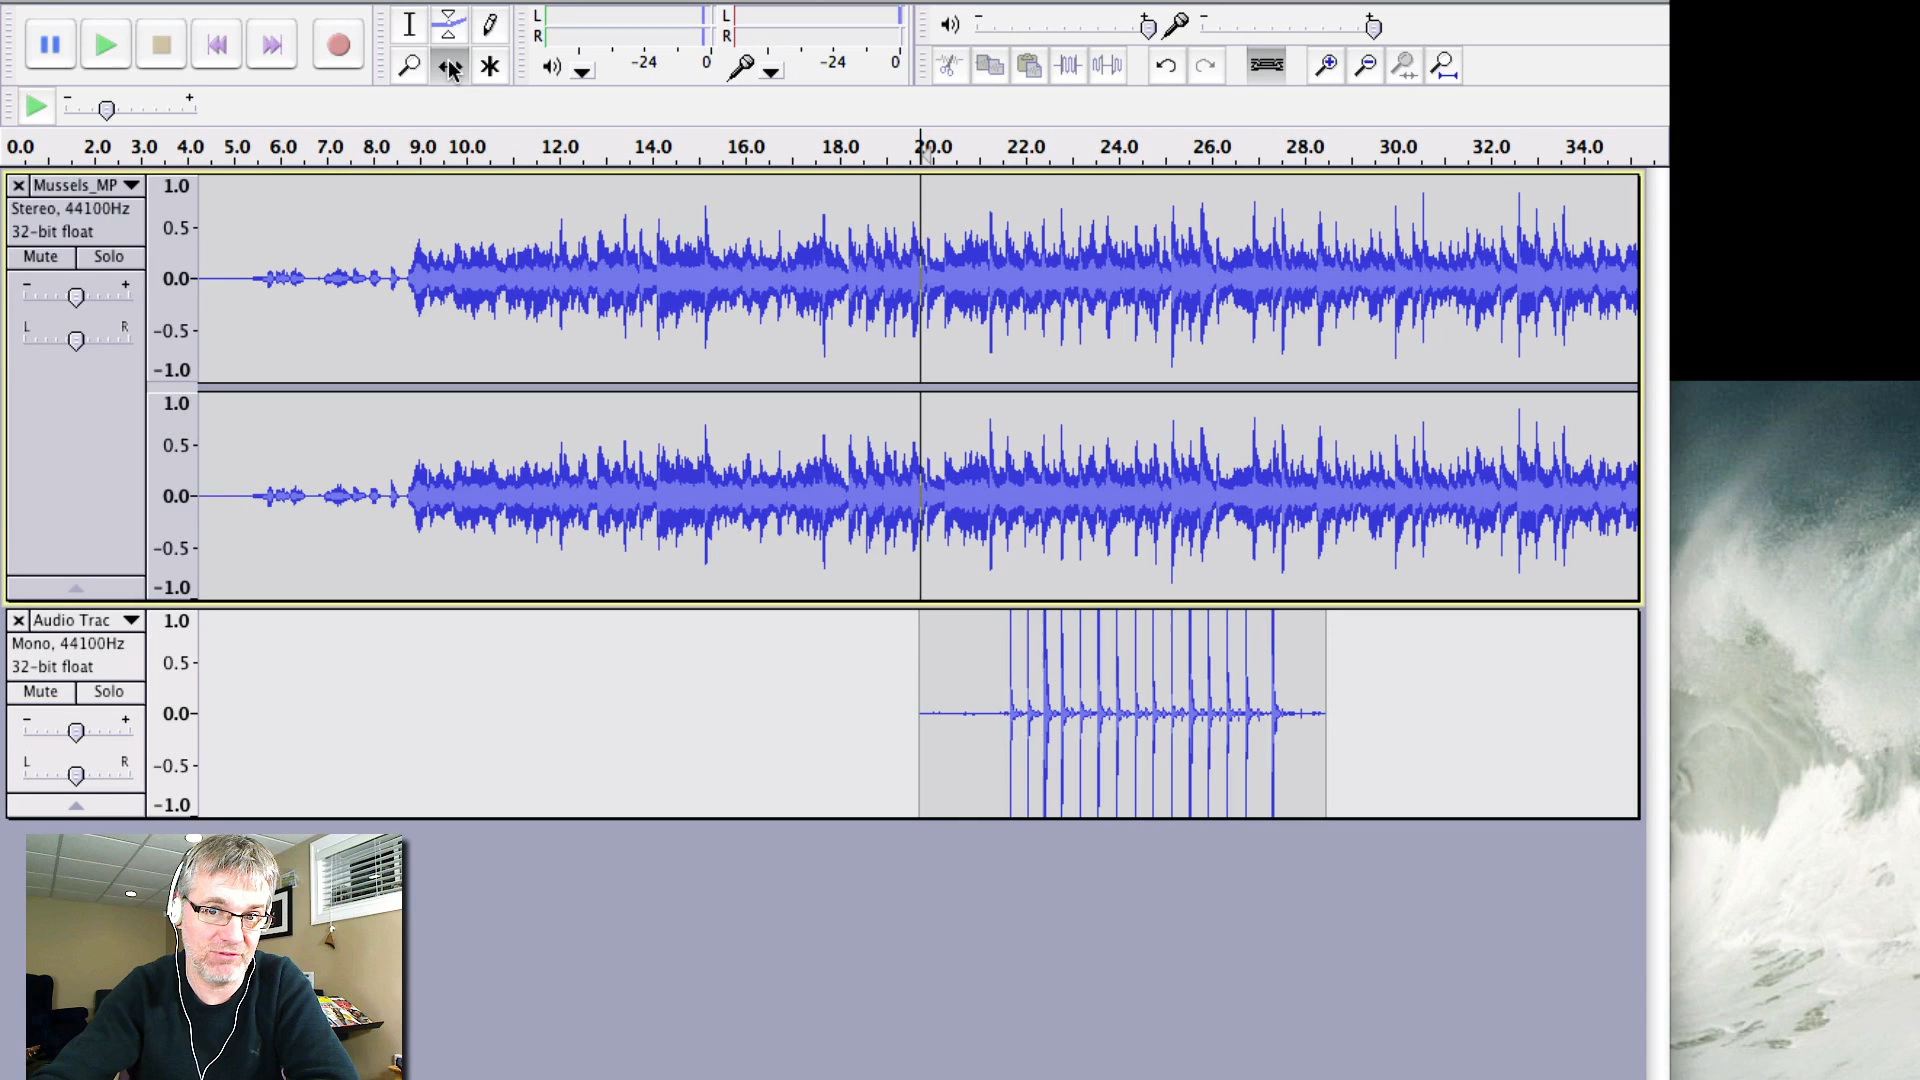 L
R
-24 0
L
R
-24 0
- +
- +
- +
0.0 2.0 3.0 4.0 5.0 6.0 7.0 8.0 9.0 10.0 12.0 14.0 16.0 18.0 20.0 22.0 24.0 26.0 28.0 30.0 32.0 34.0
Mussels_MP
Stereo, 44100Hz
32-bit float
Mute Solo
- +
L R
1.0
0.5-
0.0-
-0.5-
-1.0
1.0
0.5-
0.0-
-0.5-
-1.0
Audio Trac
Mono, 44100Hz
32-bit float
Mute Solo
- +
L R
1.0
0.5-
0.0-
-0.5-
-1.0